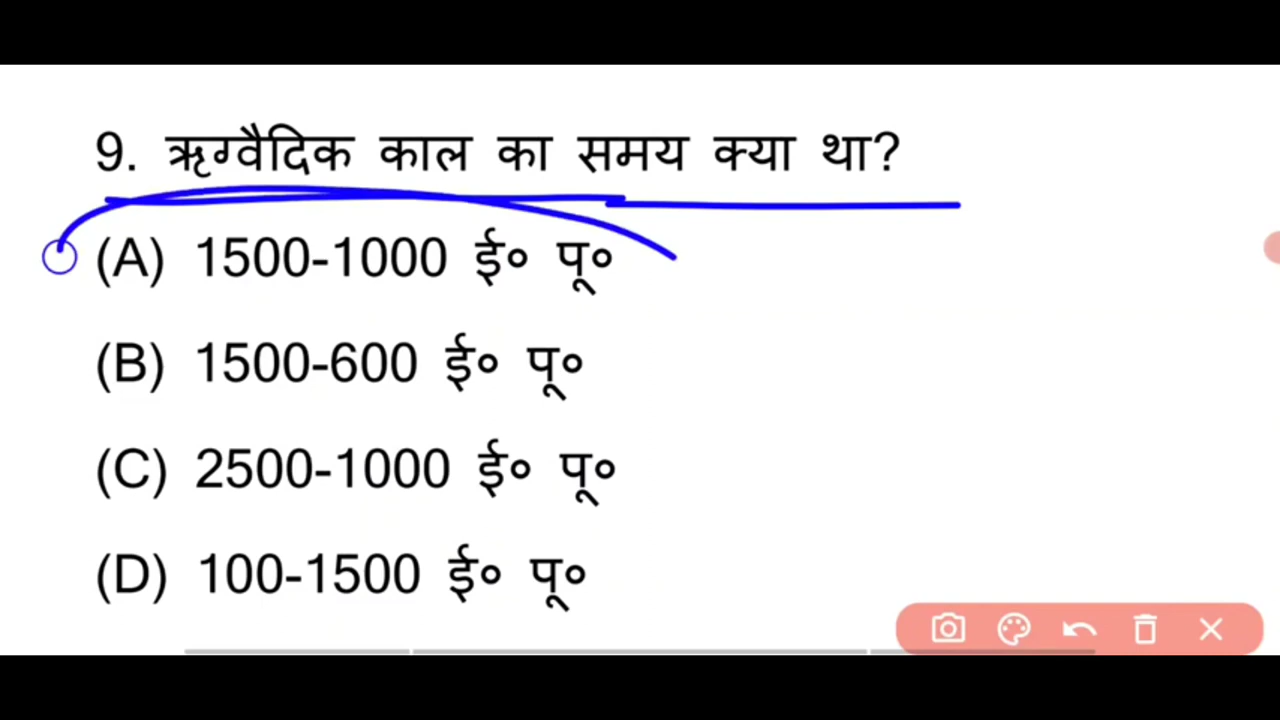 9. ऋग्वैदिक काल का समय क्या था?
(A) 1500-1000 ई० पू०
(B) 1500-600 ई० पू०
(C) 2500-1000 ई० पू०
(D) 100-1500 ई० पू०